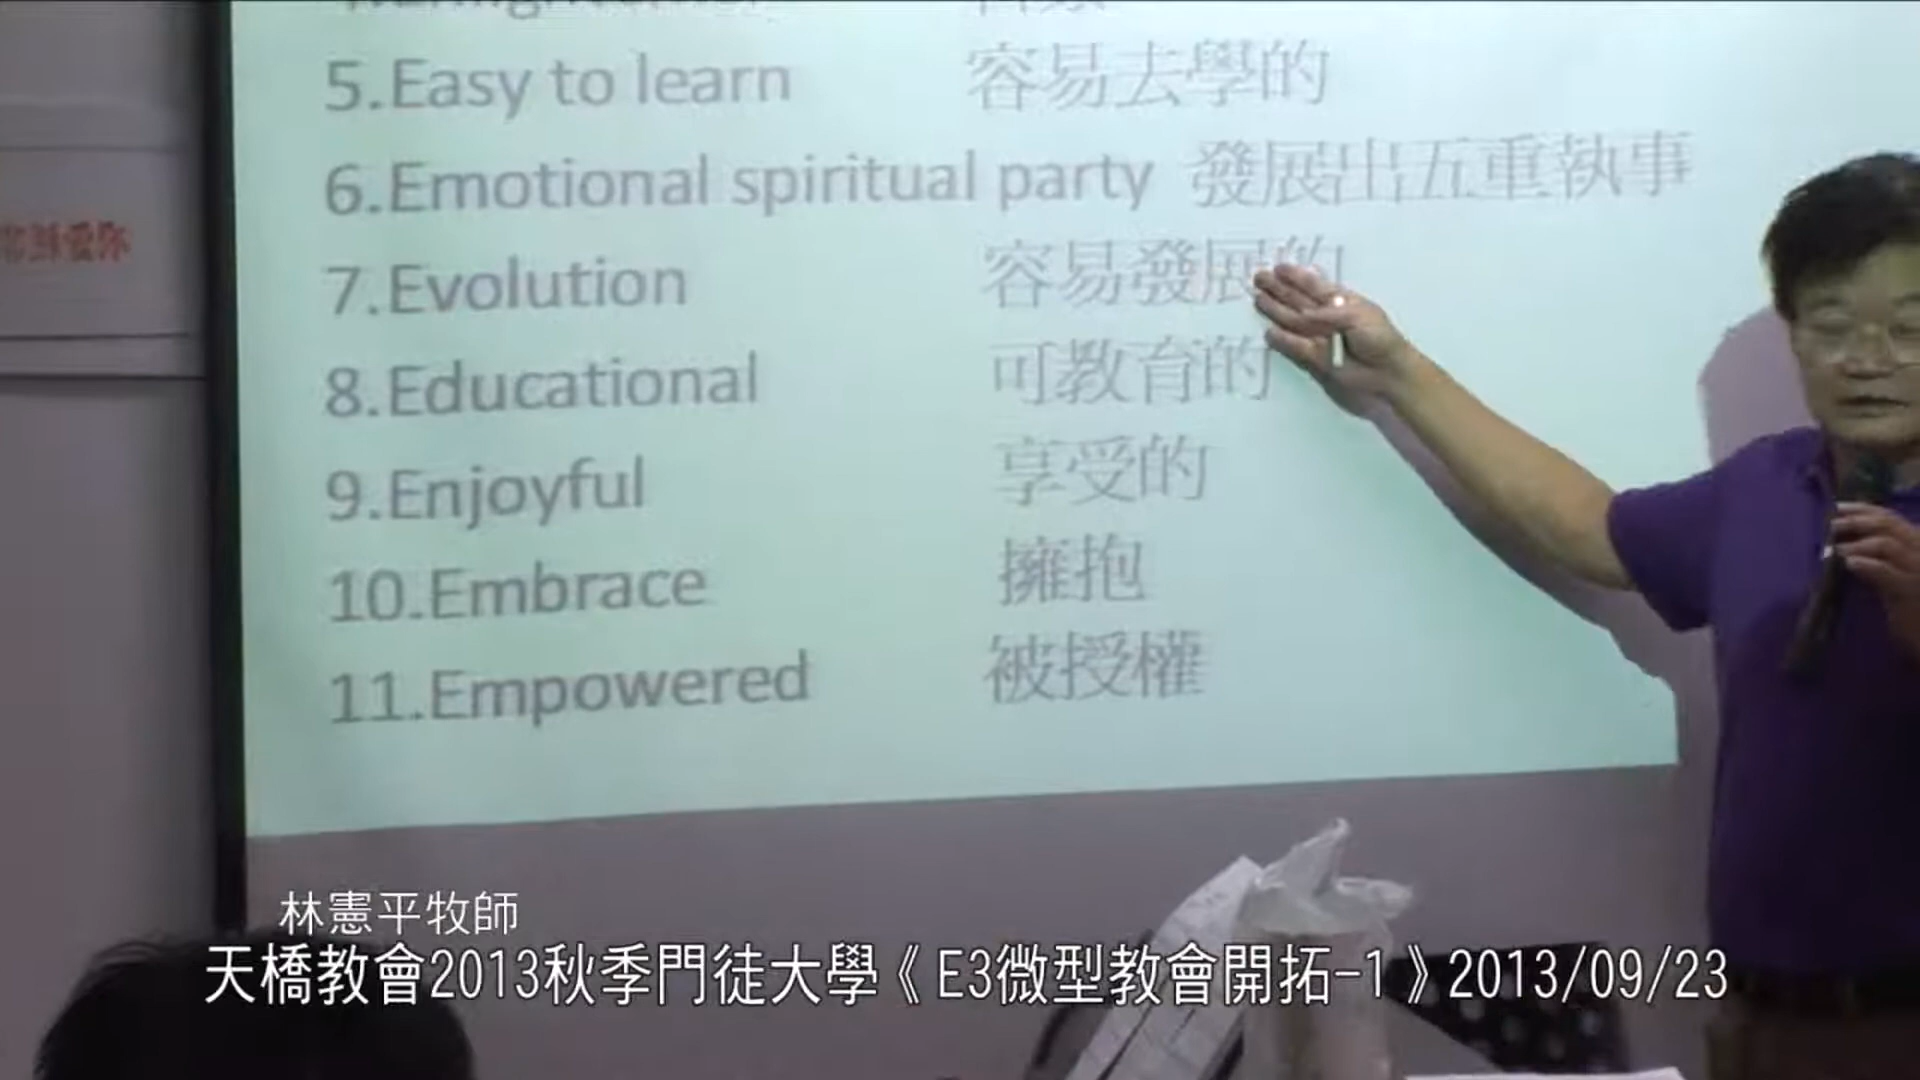 5.Easy to learn 容易去學的
6.Emotional spiritual party 發展出五重執事
7.Evolution 容易發展的
8.Educational 可教育的
9.Enjoyful 享受的
10.Embrace 擁抱
11.Empowered 被授權
愛你
林憲平牧師
天橋教會2013秋季門徒大學《E3微型教會開拓-1》2013/09/23